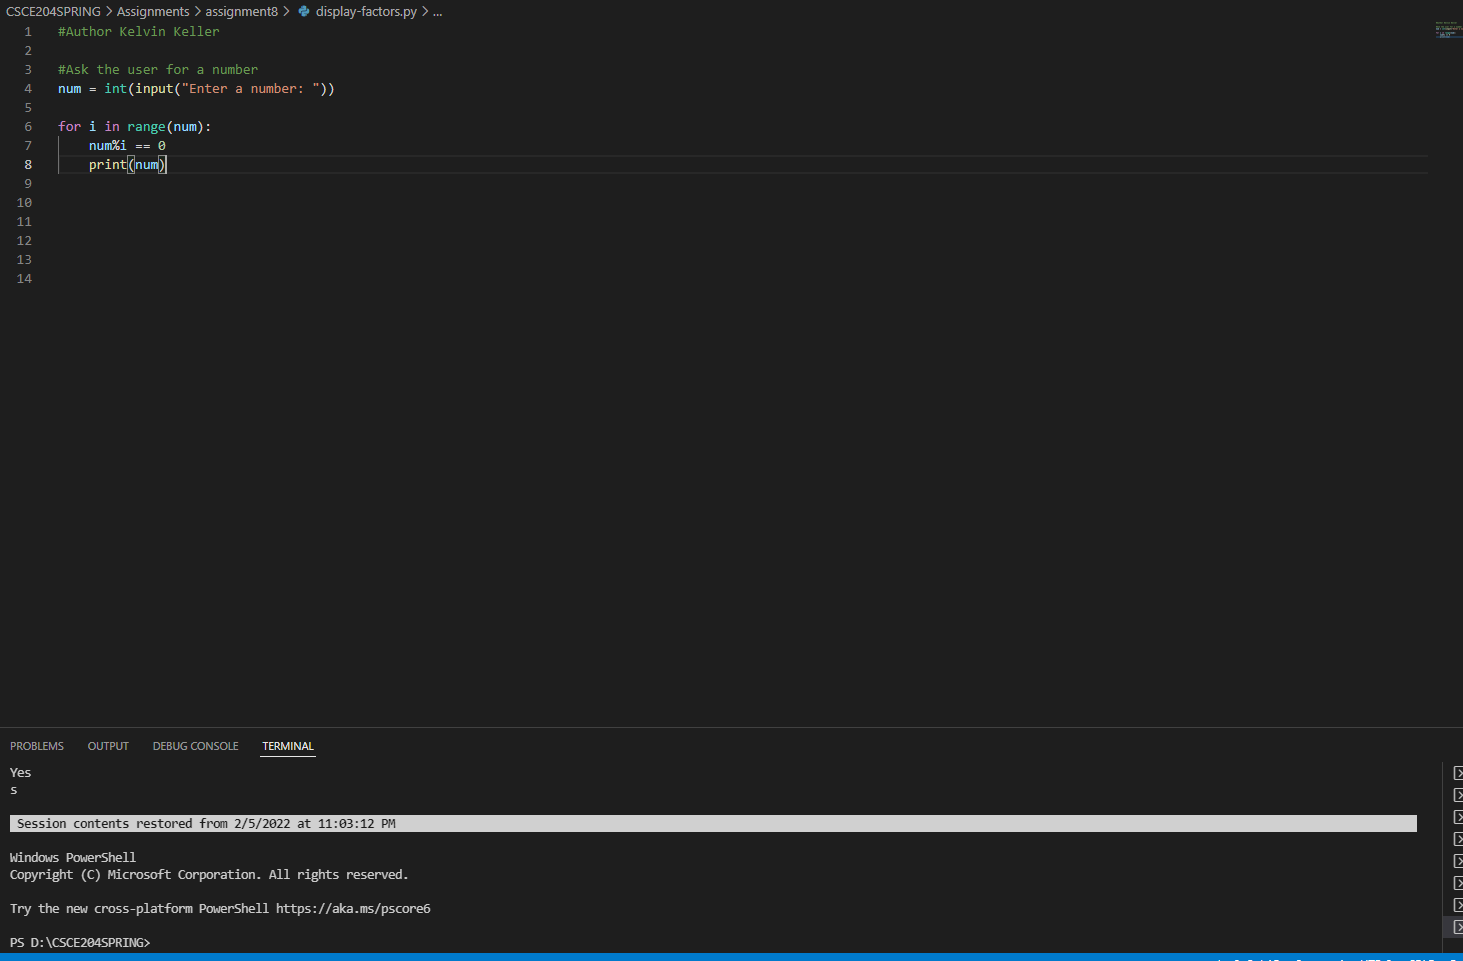 CSCE204SPRING > Assignments > assignment8 > display-factors.py > ...
1 #Author Kelvin Keller
2
3 #Ask the user for a number
4 num = int(input("Enter a number: "))
5
6 for i in range(num):
7 num%i == 0
8 print(num)
9
10
11
12
13
14
PROBLEMS OUTPUT DEBUG CONSOLE TERMINAL
Yes
s
Session contents restored from 2/5/2022 at 11:03:12 PM
Windows PowerShell
Copyright (C) Microsoft Corporation. All rights reserved.
Try the new cross-platform PowerShell https://aka.ms/pscore6
PS D:\CSCE204SPRING>